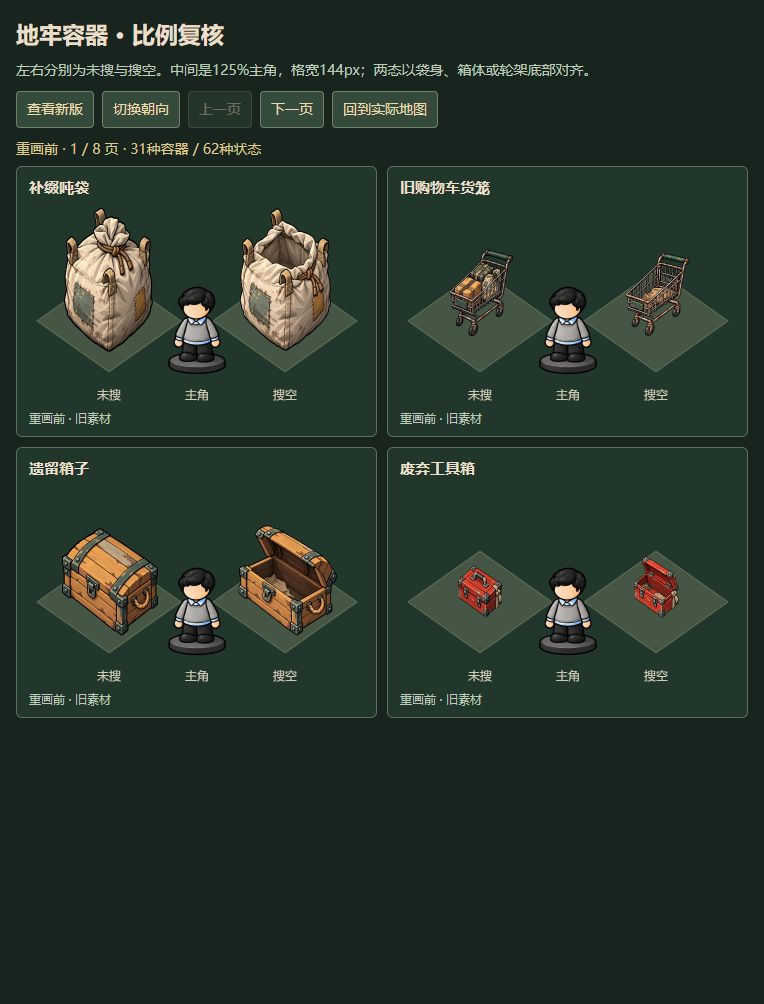 地牢容器 · 比例复核
左右分别为未搜与搜空。中间是125%主角，格宽144px；两态以袋身、箱体或轮架底部对齐。
查看新版 切换朝向 上一页 下一页 回到实际地图
重画前 · 1 / 8 页 · 31种容器 / 62种状态
补缀吨袋
未搜 主角 搜空
重画前 · 旧素材
旧购物车货笼
未搜 主角 搜空
重画前 · 旧素材
遗留箱子
未搜 主角 搜空
重画前 · 旧素材
废弃工具箱
未搜 主角 搜空
重画前 · 旧素材